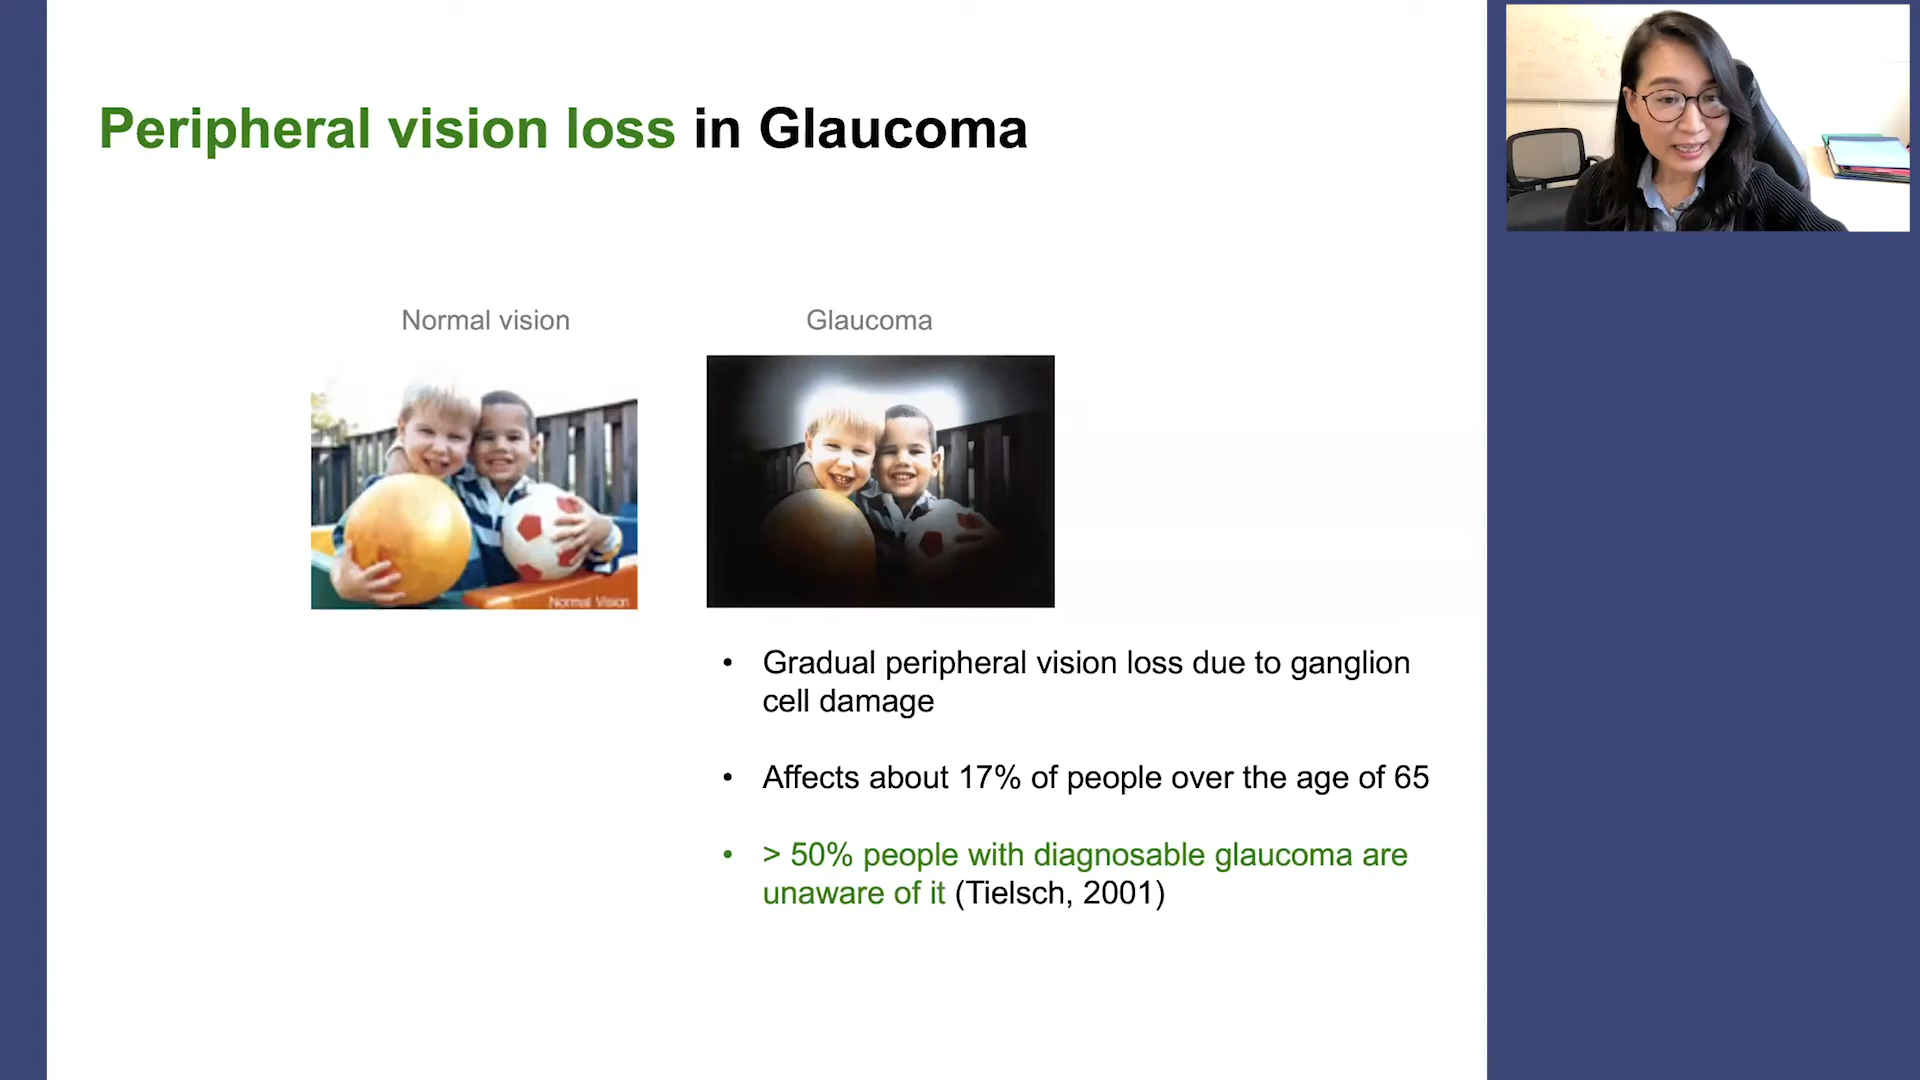 Peripheral vision loss in Glaucoma
Normal vision
Glaucoma
Normal Vision
• Gradual peripheral vision loss due to ganglion
cell damage
• Affects about 17% of people over the age of 65
• > 50% people with diagnosable glaucoma are
unaware of it (Tielsch, 2001)